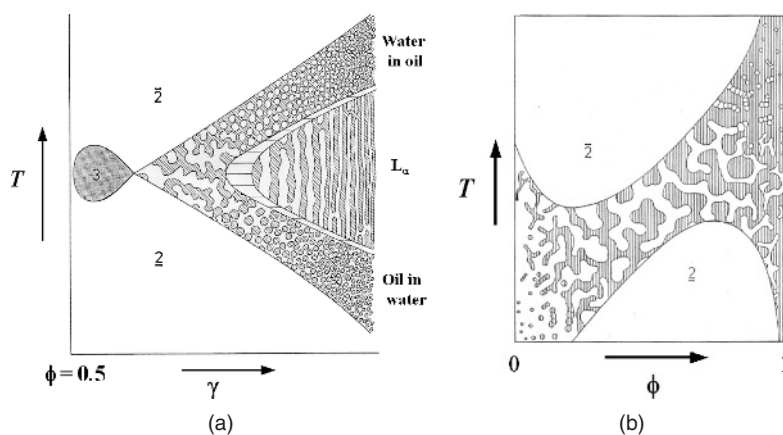 Water
in oil
2̄
T
3
Lα
2̲
Oil in
water
ϕ = 0.5
γ
(a)
2̄
T
2̲
0
ϕ
(b)